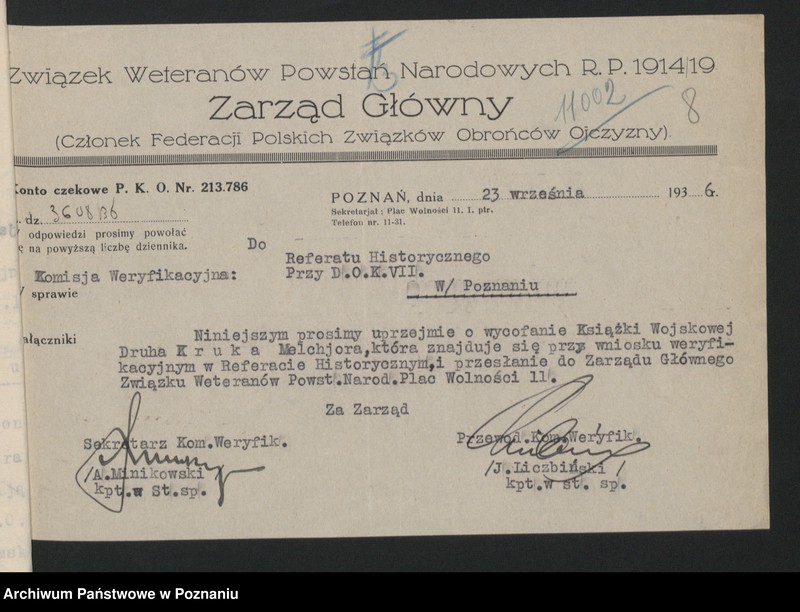 Związek Weteranów Powstań Narodowych R. P. 1914/19
Zarząd Główny
(Członek Federacji Polskich Związków Obrońców Ojczyzny).
11002
8
Konto czekowe P. K. O. Nr. 213.786
POZNAŃ, dnia 23 września 1936.
L. dz. 3608/36
Sekretarjat: Plac Wolności 11. I. ptr.
Telefon nr. 11-31.
W odpowiedzi prosimy powołać
się na powyższą liczbę dziennika.
Do
Referatu Historycznego
Komisja Weryfikacyjna:
Przy D.O.K.VII.
W sprawie
W/ Poznaniu
Załączniki
Niniejszym prosimy uprzejmie o wycofanie Książki Wojskowej
Druha K r u k a Melchjora,która znajduje się przy wniosku weryfi-
kacyjnym w Referacie Historycznym,i przesłanie do Zarządu Głównego
Związku Weteranów Powst.Narod.Plac Wolności 11.
Za Zarząd
Sekretarz Kom.Weryfik.
Przewod.Kom.Weryfik.
/A.Minikowski
/J.Liczbiński /
kpt.w St.sp.
kpt.w st. sp.
Archiwum Państwowe w Poznaniu